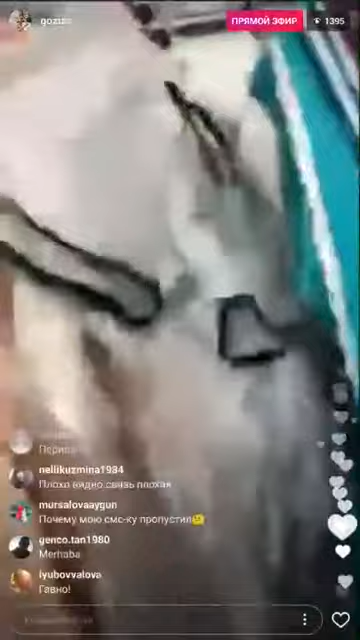 ПРЯМОЙ ЭФИР
1395
nellikuzmina1984
Плохо видно связь плохая
mursalovaaygun
Почему мою смс-ку пропустил🤔
genco.tan1980
Merhaba
lyubovvalova
Гавно!